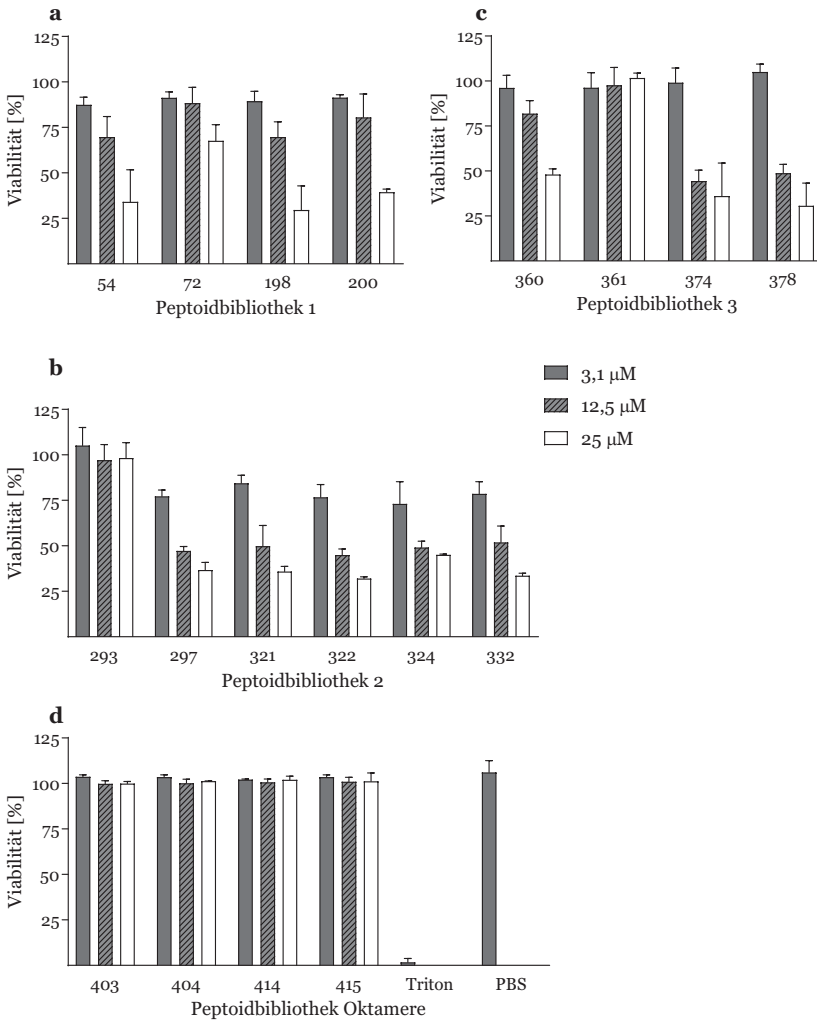 a
125
100
75
50
25
Viabilität [%]
54 72 198 200
Peptoidbibliothek 1
c
125
100
75
50
25
Viabilität [%]
360 361 374 378
Peptoidbibliothek 3
b
125
100
75
50
25
Viabilität [%]
293 297 321 322 324 332
Peptoidbibliothek 2
3,1 µM
12,5 µM
25 µM
d
125
100
75
50
25
Viabilität [%]
403 404 414 415 Triton PBS
Peptoidbibliothek Oktamere